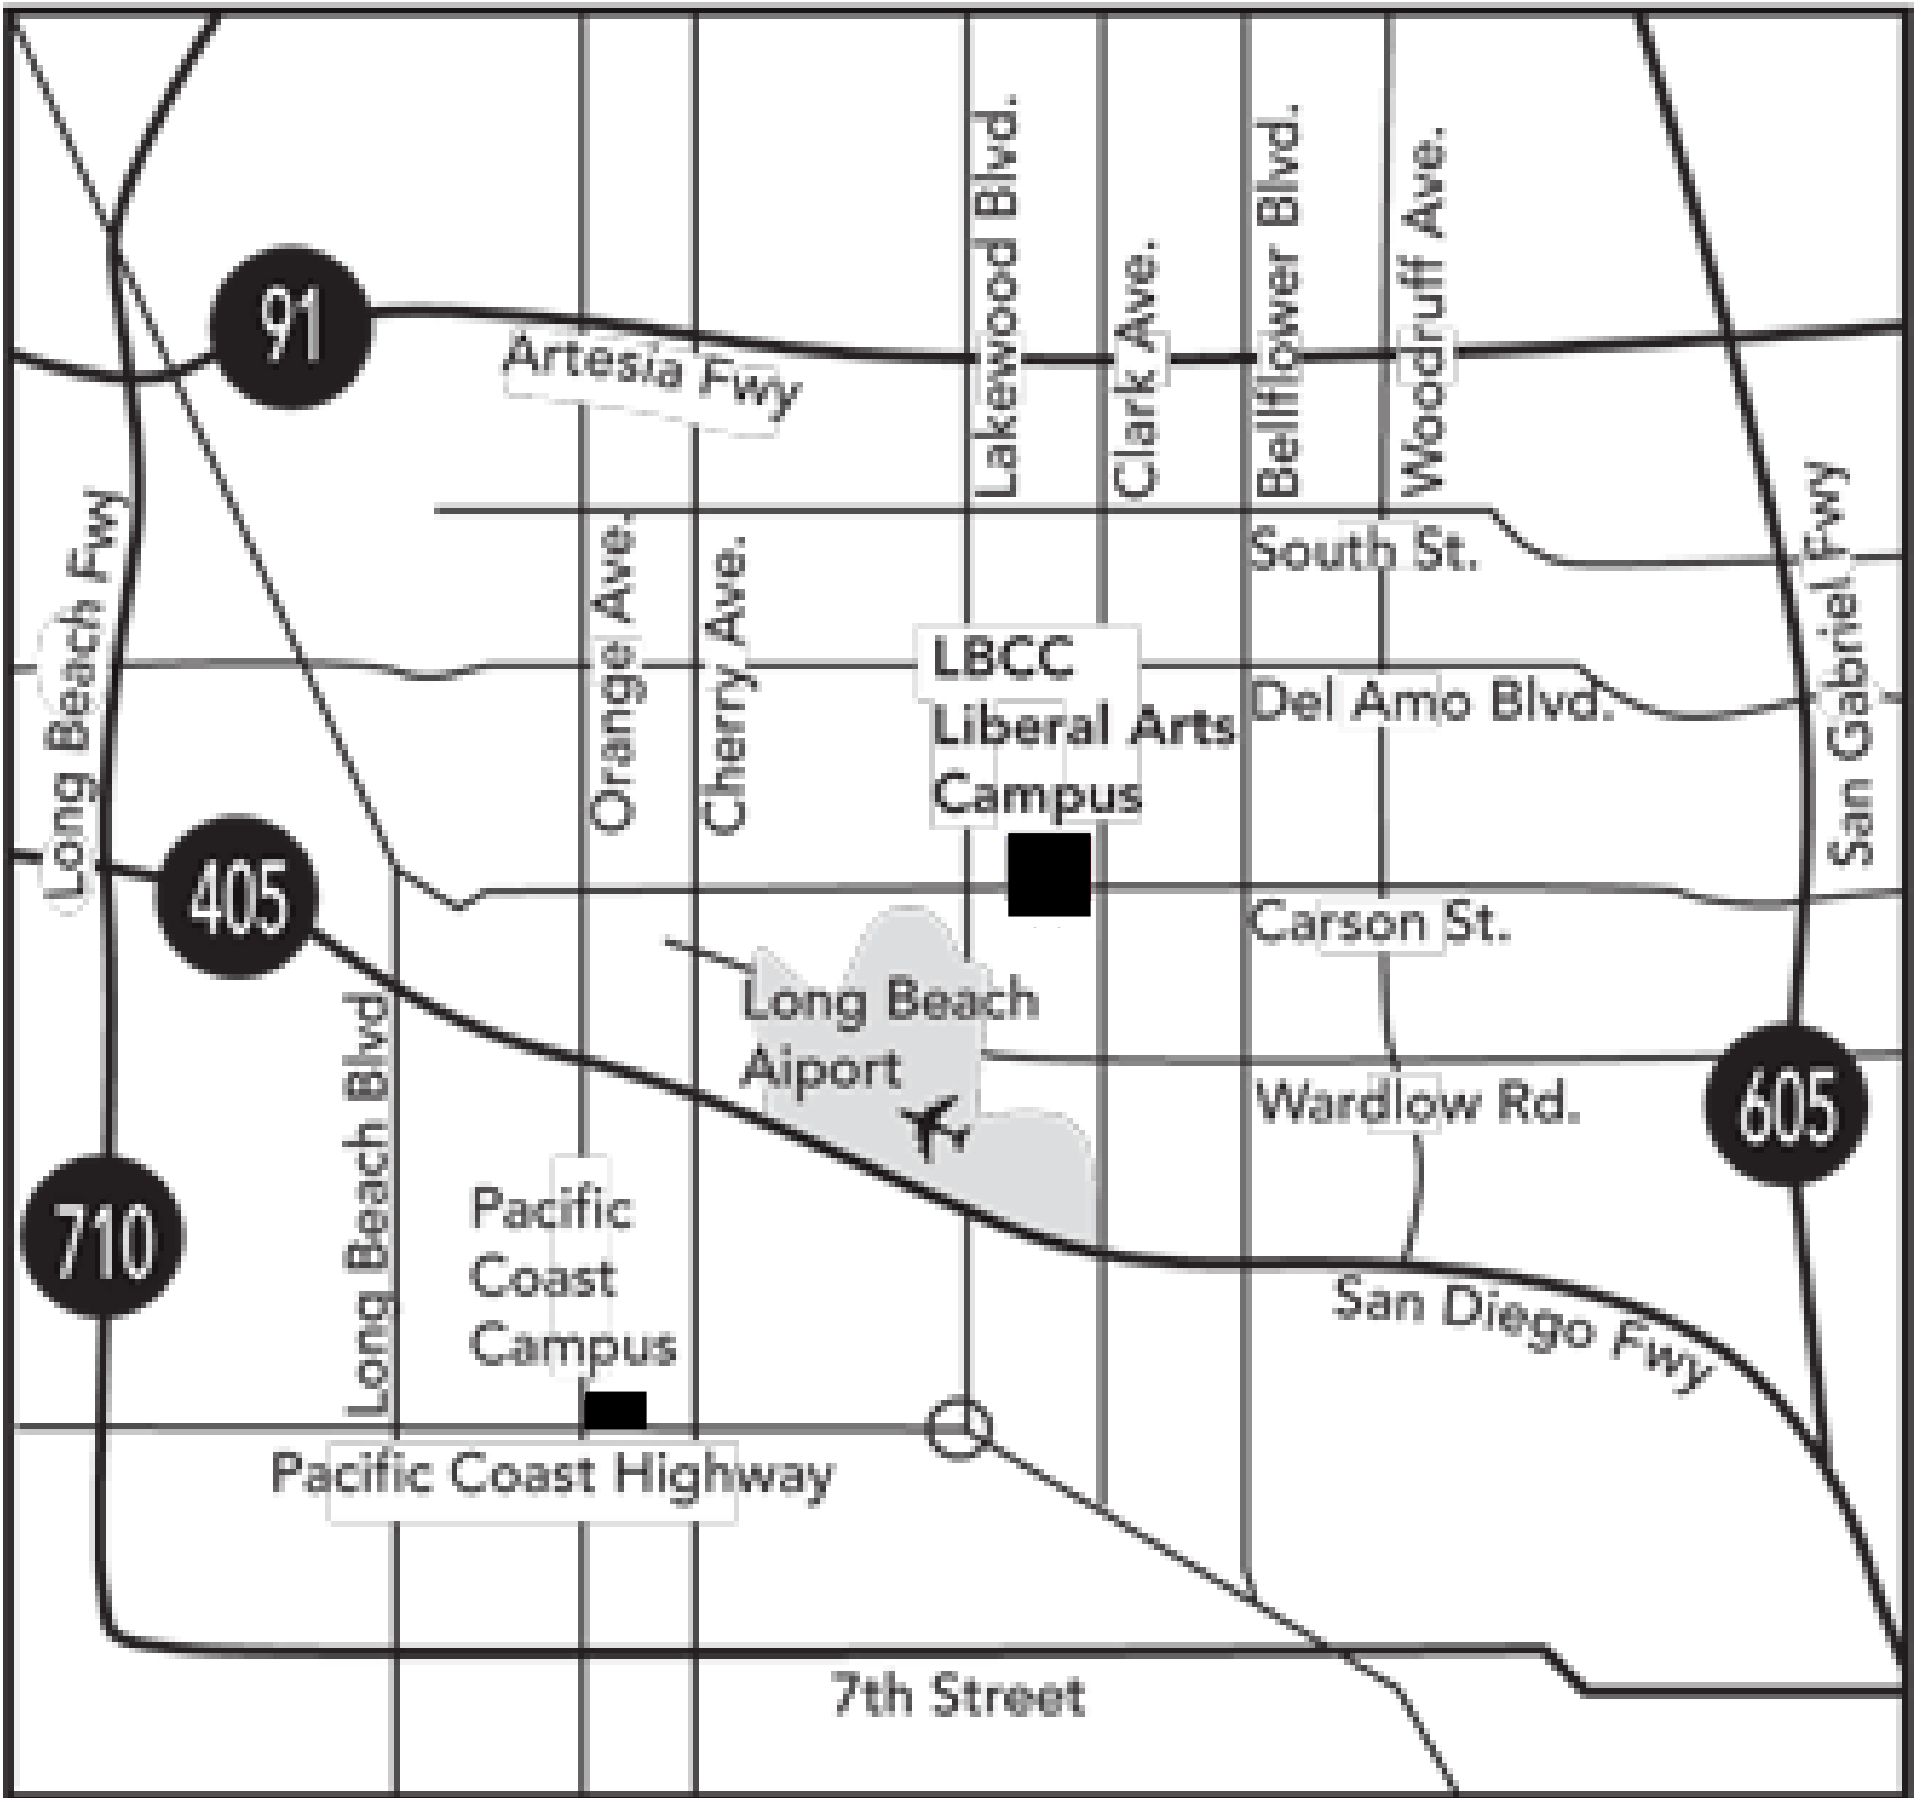 Lakewood Blvd.
Clark Ave.
Bellflower Blvd.
Woodruff Ave.
91
Artesia Fwy
Long Beach Fwy
Orange Ave.
Cherry Ave.
South St.
San Gabriel Fwy
LBCC
Liberal Arts
Campus
Del Amo Blvd.
405
Carson St.
Long Beach
Aiport
Long Beach Blvd
Wardlow Rd.
605
710
Pacific
Coast
Campus
San Diego Fwy
Pacific Coast Highway
7th Street